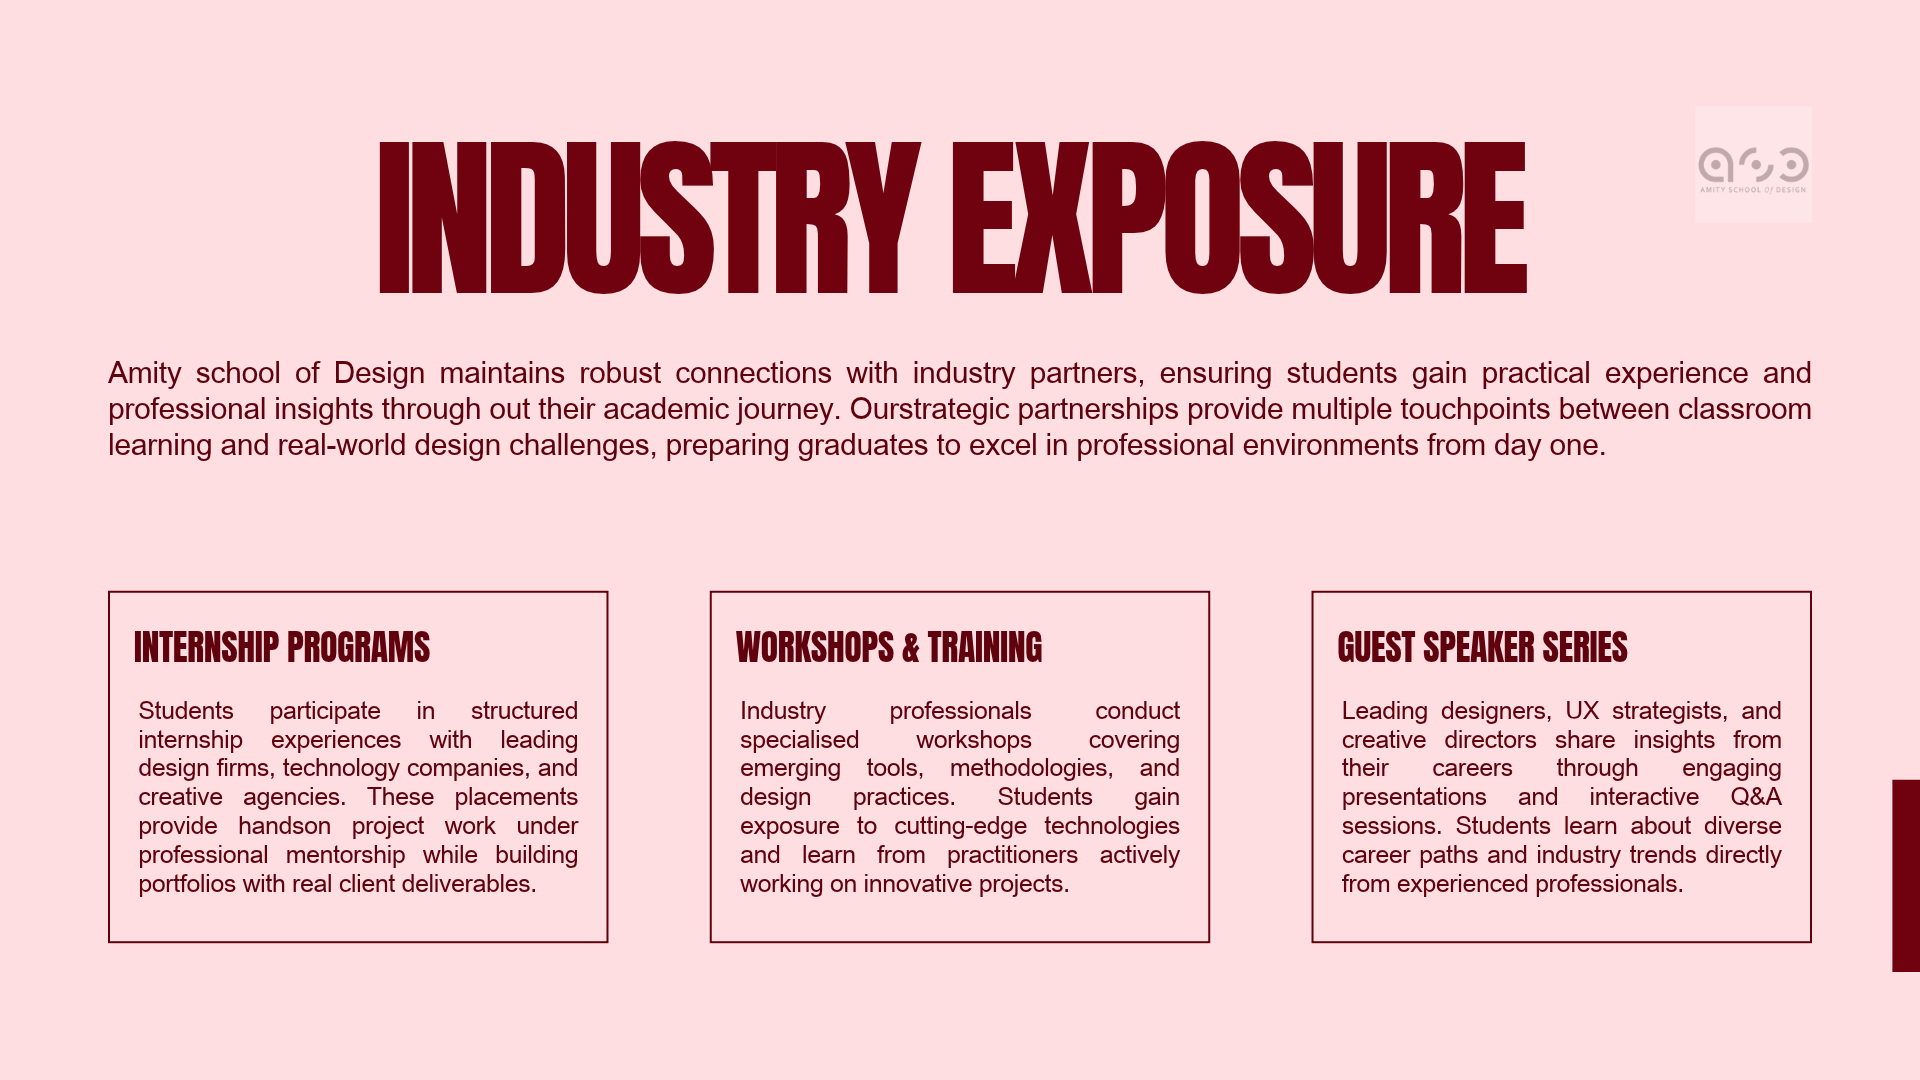 INDUSTRY EXPOSURE
AMITY SCHOOL of DESIGN
Amity school of Design maintains robust connections with industry partners, ensuring students gain practical experience and
professional insights through out their academic journey. Ourstrategic partnerships provide multiple touchpoints between classroom
learning and real-world design challenges, preparing graduates to excel in professional environments from day one.
INTERNSHIP PROGRAMS
Students participate in structured
internship experiences with leading
design firms, technology companies, and
creative agencies. These placements
provide handson project work under
professional mentorship while building
portfolios with real client deliverables.
WORKSHOPS & TRAINING
Industry professionals conduct
specialised workshops covering
emerging tools, methodologies, and
design practices. Students gain
exposure to cutting-edge technologies
and learn from practitioners actively
working on innovative projects.
GUEST SPEAKER SERIES
Leading designers, UX strategists, and
creative directors share insights from
their careers through engaging
presentations and interactive Q&A
sessions. Students learn about diverse
career paths and industry trends directly
from experienced professionals.